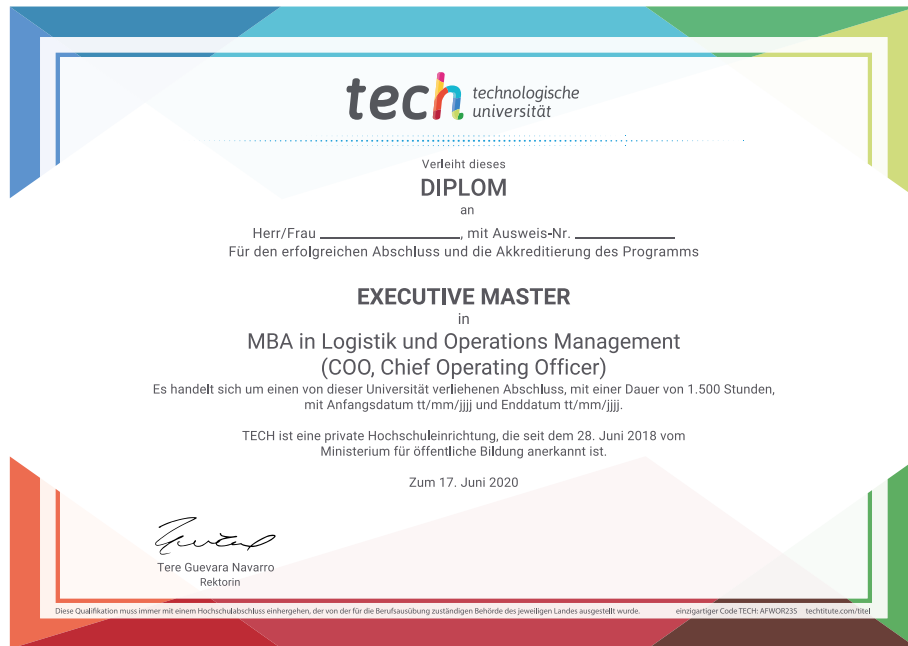 tech technologische
universität
Verleiht dieses
DIPLOM
an
Herr/Frau ____________________, mit Ausweis-Nr. ______________
Für den erfolgreichen Abschluss und die Akkreditierung des Programms
EXECUTIVE MASTER
in
MBA in Logistik und Operations Management
(COO, Chief Operating Officer)
Es handelt sich um einen von dieser Universität verliehenen Abschluss, mit einer Dauer von 1.500 Stunden,
mit Anfangsdatum tt/mm/jjjj und Enddatum tt/mm/jjjj.
TECH ist eine private Hochschuleinrichtung, die seit dem 28. Juni 2018 vom
Ministerium für öffentliche Bildung anerkannt ist.
Zum 17. Juni 2020
Tere Guevara Navarro
Rektorin
Diese Qualifikation muss immer mit einem Hochschulabschluss einhergehen, der von der für die Berufsausübung zuständigen Behörde des jeweiligen Landes ausgestellt wurde. einzigartiger Code TECH: AFWOR23S techtitute.com/titel